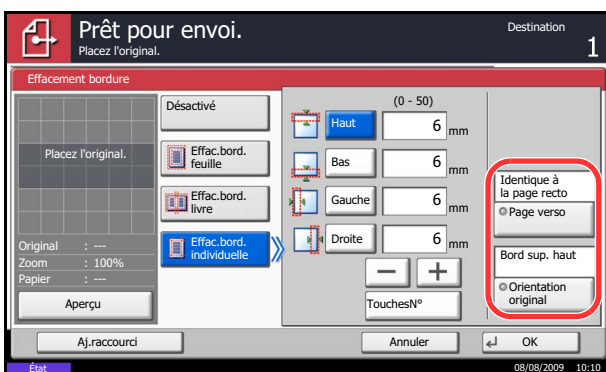 Prêt pour envoi.
Placez l'original.
Destination
1
Effacement bordure
Placez l'original.
Original : ---
Zoom : 100%
Papier : ---
Aperçu
Désactivé
Effac.bord.
feuille
Effac.bord.
livre
Effac.bord.
individuelle
(0 - 50)
Haut 6 mm
Bas 6 mm
Gauche 6 mm
Droite 6 mm
TouchesN°
Identique à
la page recto
Page verso
Bord sup. haut
Orientation
original
Aj.raccourci
Annuler
OK
État
08/08/2009 10:10